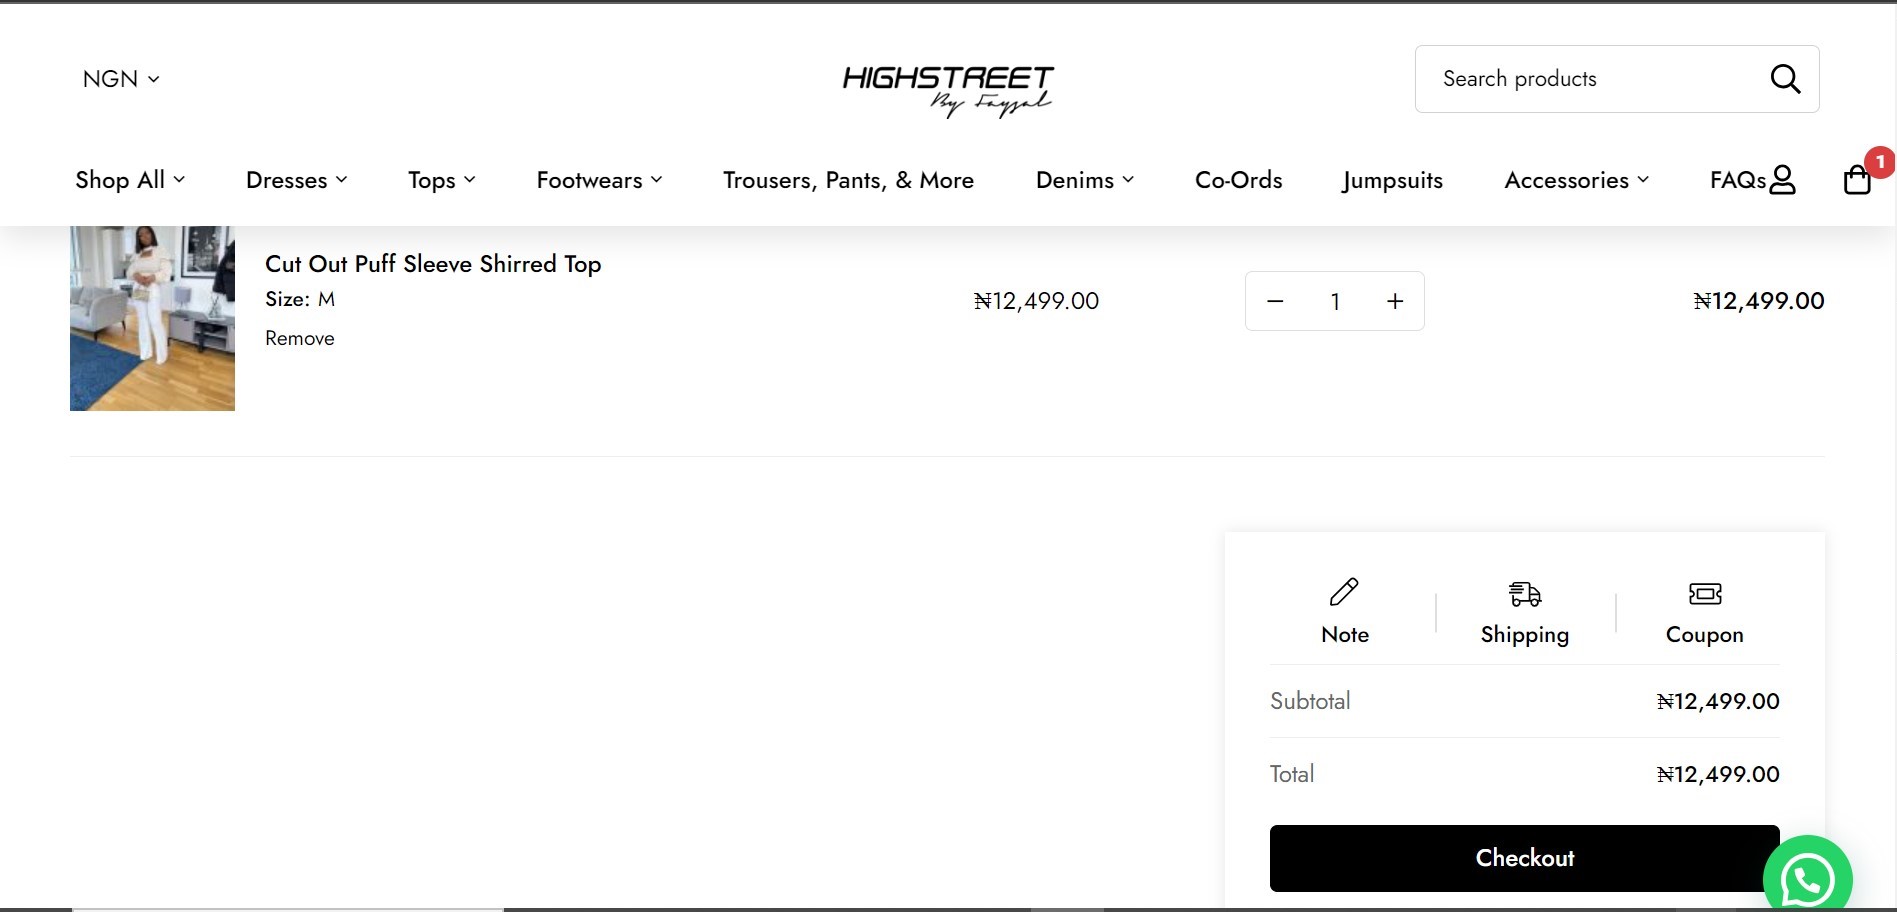 NGN
HIGHSTREET
By Faysal
Search products
Shop All
Dresses
Tops
Footwears
Trousers, Pants, & More
Denims
Co-Ords
Jumpsuits
Accessories
FAQs
1
Cut Out Puff Sleeve Shirred Top
Size: M
Remove
₦12,499.00
− 1 +
₦12,499.00
Note
Shipping
Coupon
Subtotal ₦12,499.00
Total ₦12,499.00
Checkout